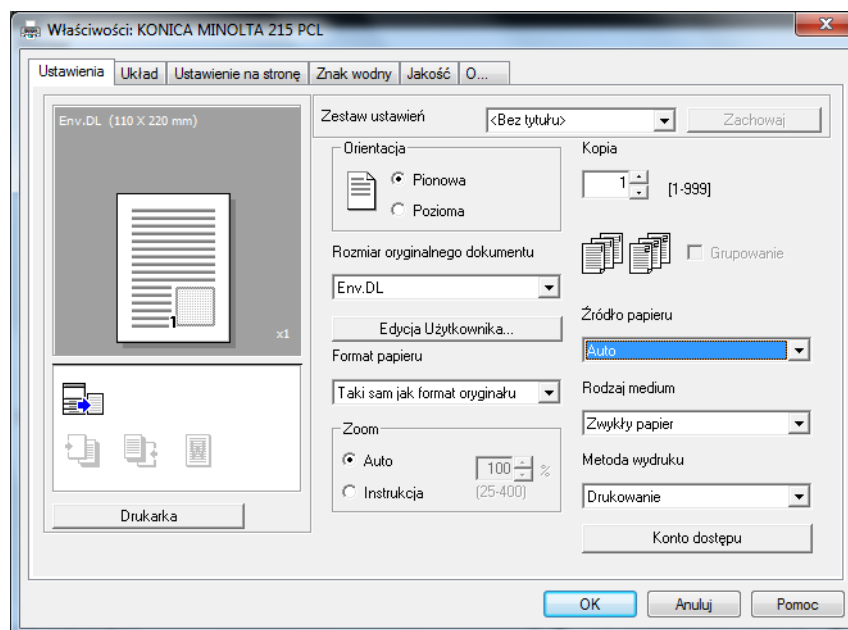 Właściwości: KONICA MINOLTA 215 PCL
Ustawienia Układ Ustawienie na stronę Znak wodny Jakość O...
Env.DL (110 X 220 mm)
1
x1
Drukarka
Zestaw ustawień <Bez tytułu> Zachowaj
Orientacja
Pionowa
Pozioma
Rozmiar oryginalnego dokumentu
Env.DL
Edycja Użytkownika...
Format papieru
Taki sam jak format oryginału
Zoom
Auto 100 %
Instrukcja (25-400)
Kopia
1 [1-999]
Grupowanie
Źródło papieru
Auto
Rodzaj medium
Zwykły papier
Metoda wydruku
Drukowanie
Konto dostępu
OK Anuluj Pomoc